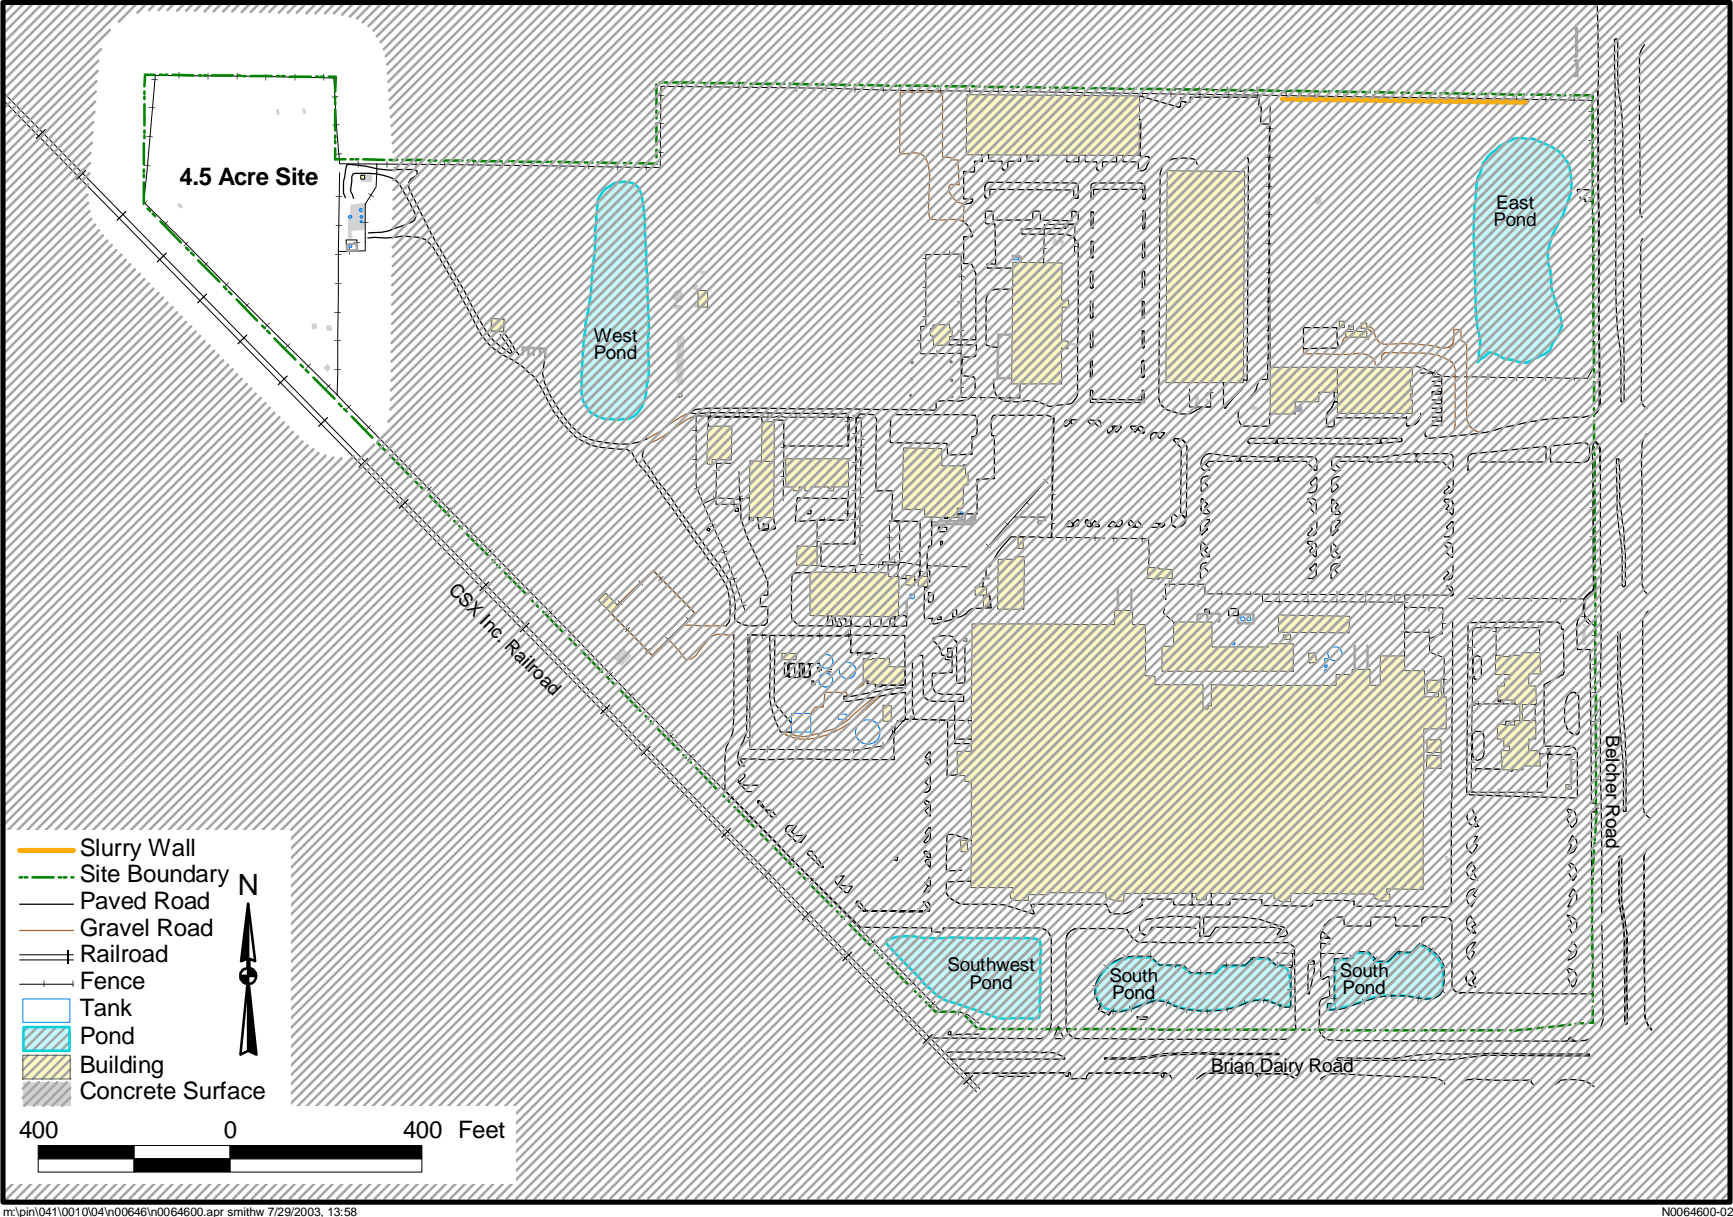 4.5 Acre Site
East
Pond
West
Pond
CSX Inc. Railroad
Belcher Road
Slurry Wall
Site Boundary
N
Paved Road
Gravel Road
Railroad
Fence
Tank
Pond
Building
Concrete Surface
Southwest
Pond
South
Pond
South
Pond
Brian Dairy Road
400 0 400 Feet
m:\pin\041\0010\04\n00646\n0064600.apr smithw 7/29/2003, 13:58
N0064600-02